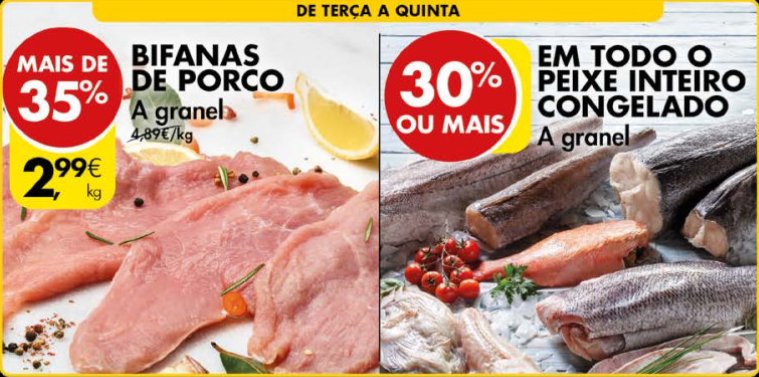 DE TERÇA A QUINTA
MAIS DE
35%
BIFANAS
DE PORCO
A granel
4,89€/kg
2,99€
kg
30%
OU MAIS
EM TODO O
PEIXE INTEIRO
CONGELADO
A granel